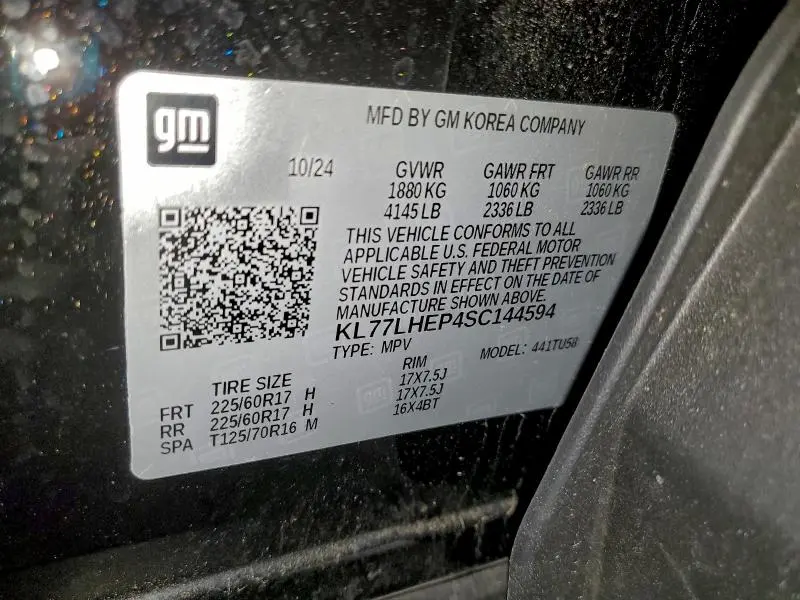 gm
MFD BY GM KOREA COMPANY
10/24 GVWR GAWR FRT GAWR RR
1880 KG 1060 KG 1060 KG
4145 LB 2336 LB 2336 LB
THIS VEHICLE CONFORMS TO ALL
APPLICABLE U.S. FEDERAL MOTOR
VEHICLE SAFETY AND THEFT PREVENTION
STANDARDS IN EFFECT ON THE DATE OF
MANUFACTURE SHOWN ABOVE.
KL77LHEP4SC144594
TYPE: MPV MODEL: 441TU58
TIRE SIZE RIM
FRT 225/60R17 H 17X7.5J
RR 225/60R17 H 17X7.5J
SPA T125/70R16 M 16X4BT